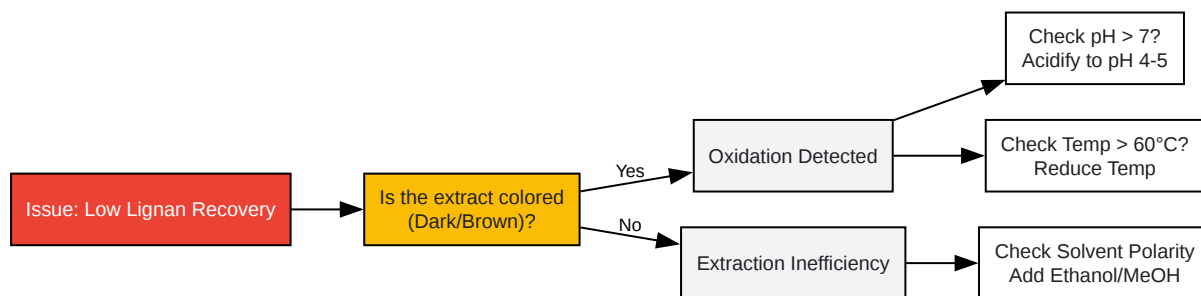 Issue: Low Lignan Recovery
Is the extract colored
(Dark/Brown)?
Yes
No
Oxidation Detected
Extraction Inefficiency
Check pH > 7?
Acidify to pH 4-5
Check Temp > 60°C?
Reduce Temp
Check Solvent Polarity
Add Ethanol/MeOH